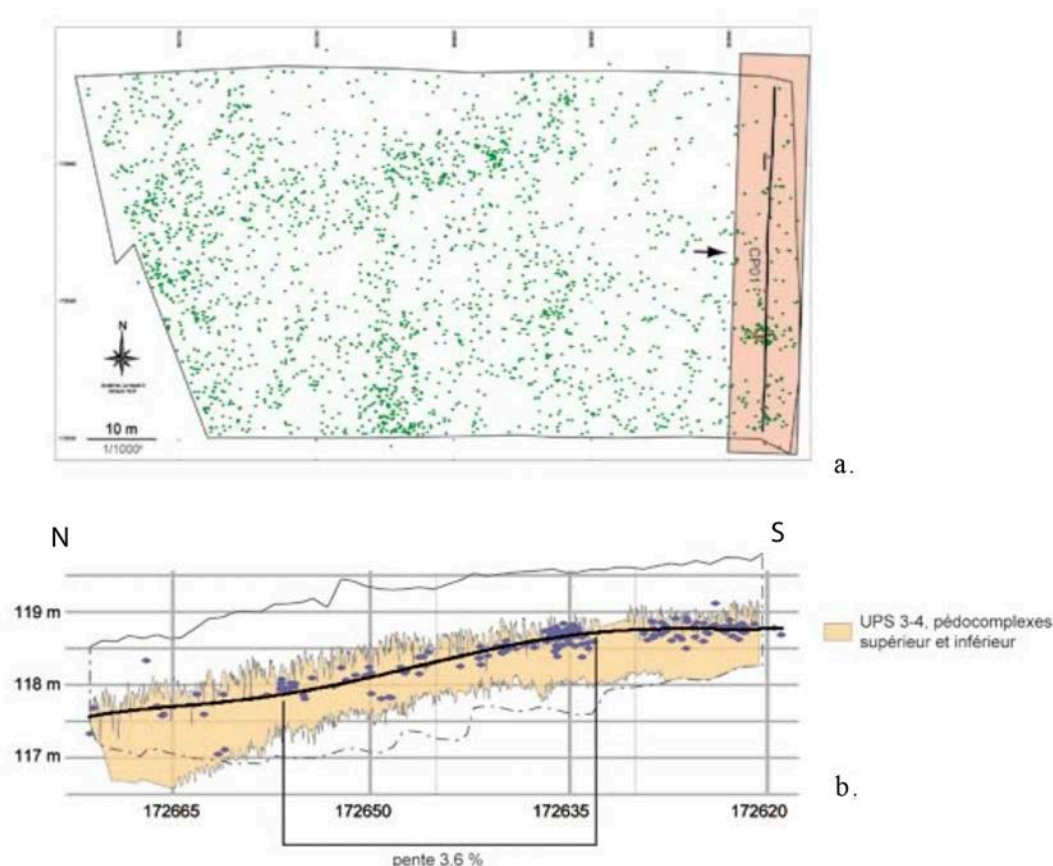 N
10 m
1/1000e
CP01
a.
N
S
119 m
118 m
117 m
172665
172650
172635
172620
pente 3.6 %
UPS 3-4, pédocomplexes
supérieur et inférieur
b.